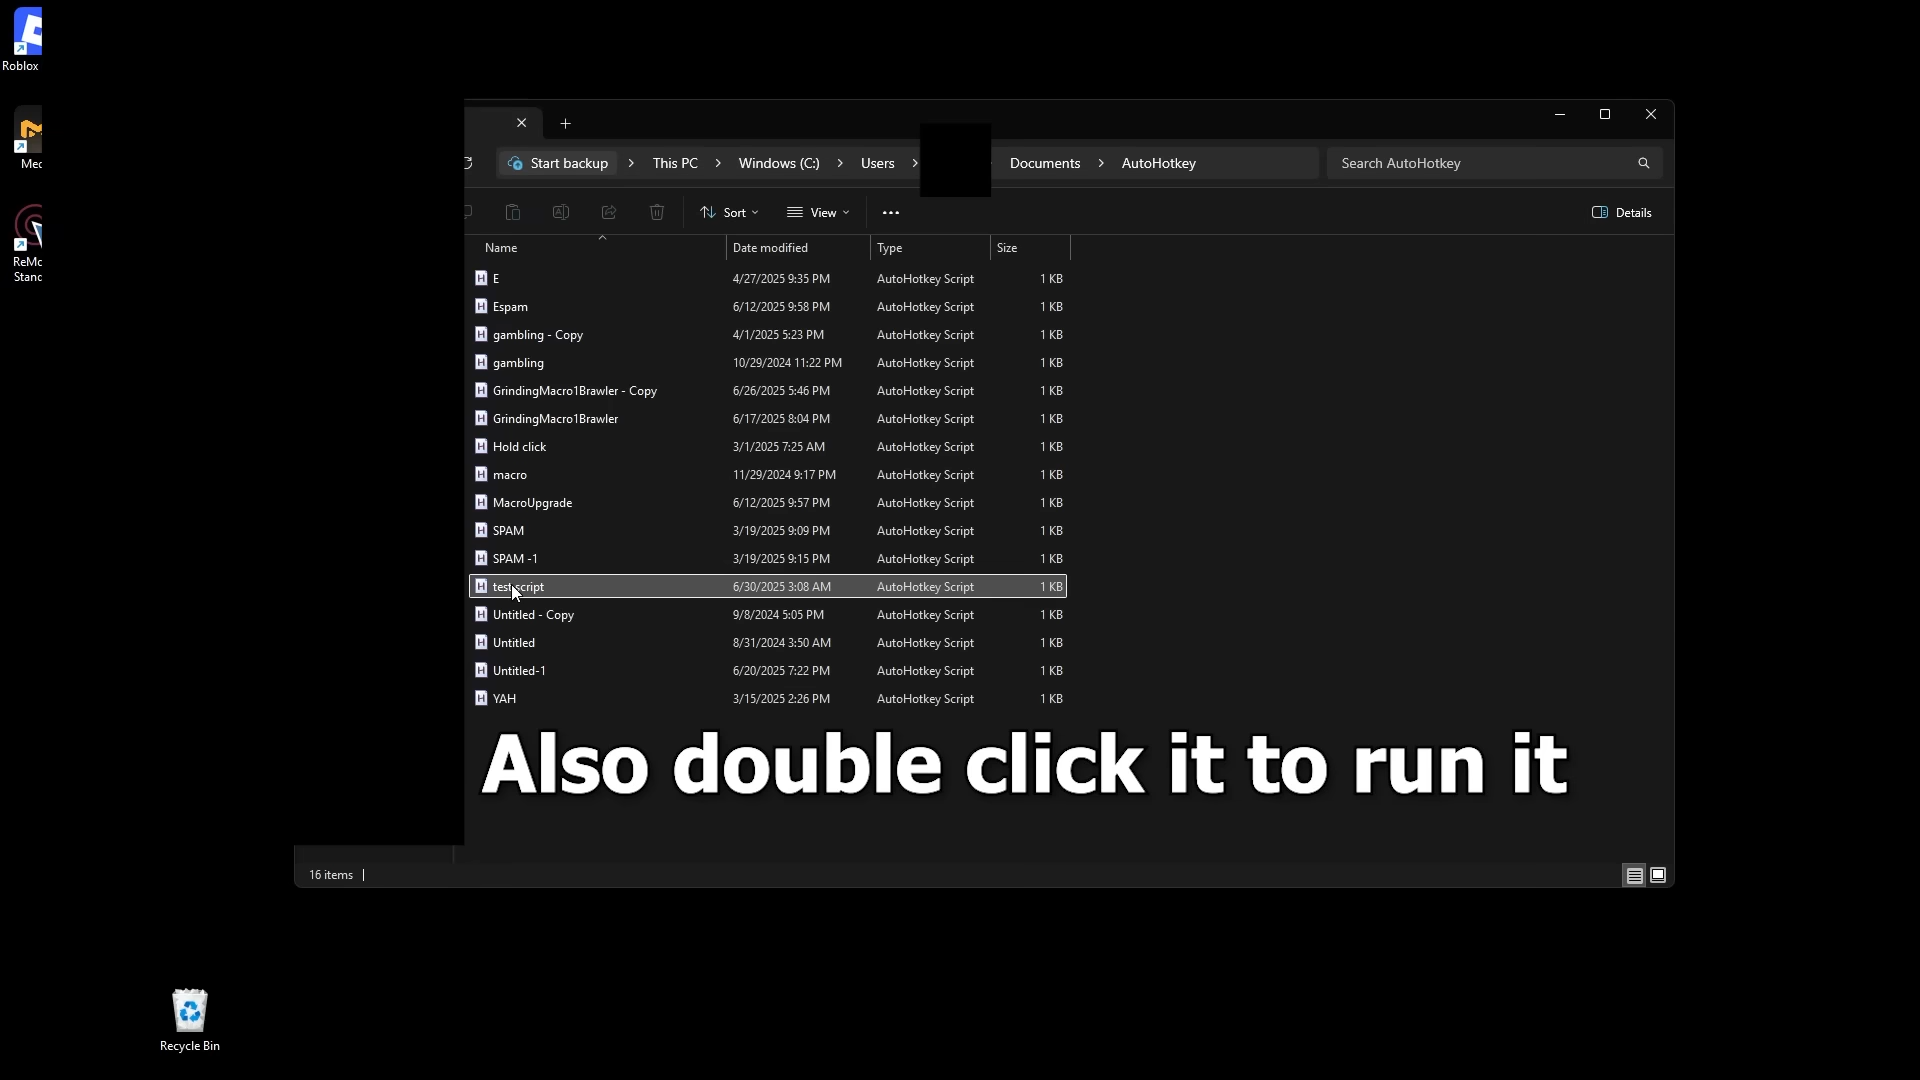 Roblox
Med
ReMo
Stand
Start backup > This PC > Windows (C:) > Users > Documents > AutoHotkey
Search AutoHotkey
Sort View ••• Details
Name Date modified Type Size
E 4/27/2025 9:35 PM AutoHotkey Script 1 KB
Espam 6/12/2025 9:58 PM AutoHotkey Script 1 KB
gambling - Copy 4/1/2025 5:23 PM AutoHotkey Script 1 KB
gambling 10/29/2024 11:22 PM AutoHotkey Script 1 KB
GrindingMacro1Brawler - Copy 6/26/2025 5:46 PM AutoHotkey Script 1 KB
GrindingMacro1Brawler 6/17/2025 8:04 PM AutoHotkey Script 1 KB
Hold click 3/1/2025 7:25 AM AutoHotkey Script 1 KB
macro 11/29/2024 9:17 PM AutoHotkey Script 1 KB
MacroUpgrade 6/12/2025 9:57 PM AutoHotkey Script 1 KB
SPAM 3/19/2025 9:09 PM AutoHotkey Script 1 KB
SPAM -1 3/19/2025 9:15 PM AutoHotkey Script 1 KB
test script 6/30/2025 3:08 AM AutoHotkey Script 1 KB
Untitled - Copy 9/8/2024 5:05 PM AutoHotkey Script 1 KB
Untitled 8/31/2024 3:50 AM AutoHotkey Script 1 KB
Untitled-1 6/20/2025 7:22 PM AutoHotkey Script 1 KB
YAH 3/15/2025 2:26 PM AutoHotkey Script 1 KB
Also double click it to run it
16 items
Recycle Bin